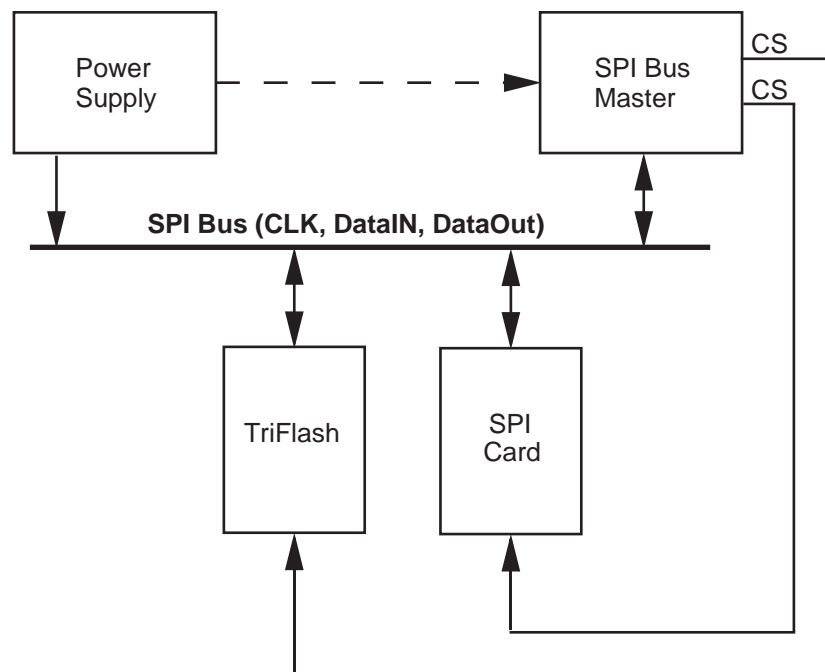 Power
Supply
SPI Bus
Master
CS
CS
SPI Bus (CLK, DataIN, DataOut)
TriFlash
SPI
Card